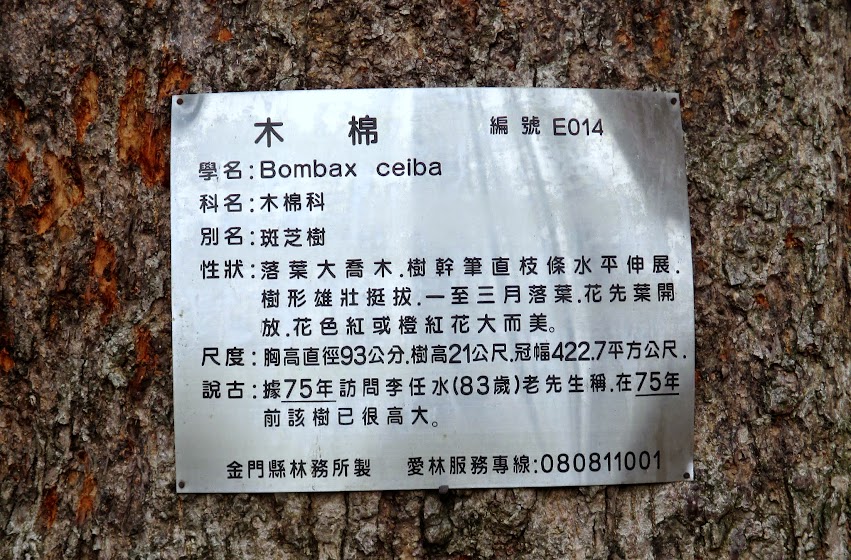 木棉 編號 E014
學名:Bombax ceiba
科名:木棉科
別名:斑芝樹
性狀:落葉大喬木.樹幹筆直枝條水平伸展.
樹形雄壯挺拔.一至三月落葉.花先葉開
放.花色紅或橙紅花大而美。
尺度:胸高直徑93公分.樹高21公尺.冠幅422.7平方公尺.
說古:據75年訪問李任水(83歲)老先生稱.在75年
前該樹已很高大。
金門縣林務所製 愛林服務專線:080811001